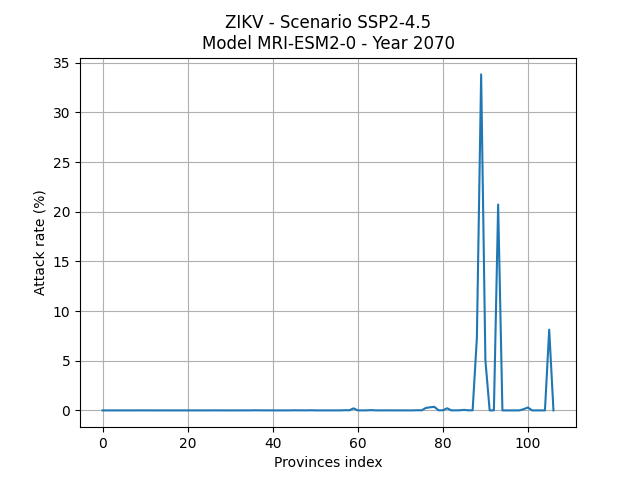 ZIKV - Scenario SSP2-4.5
Model MRI-ESM2-0 - Year 2070
35
30
25
20
15
10
5
0
Attack rate (%)
0 20 40 60 80 100
Provinces index